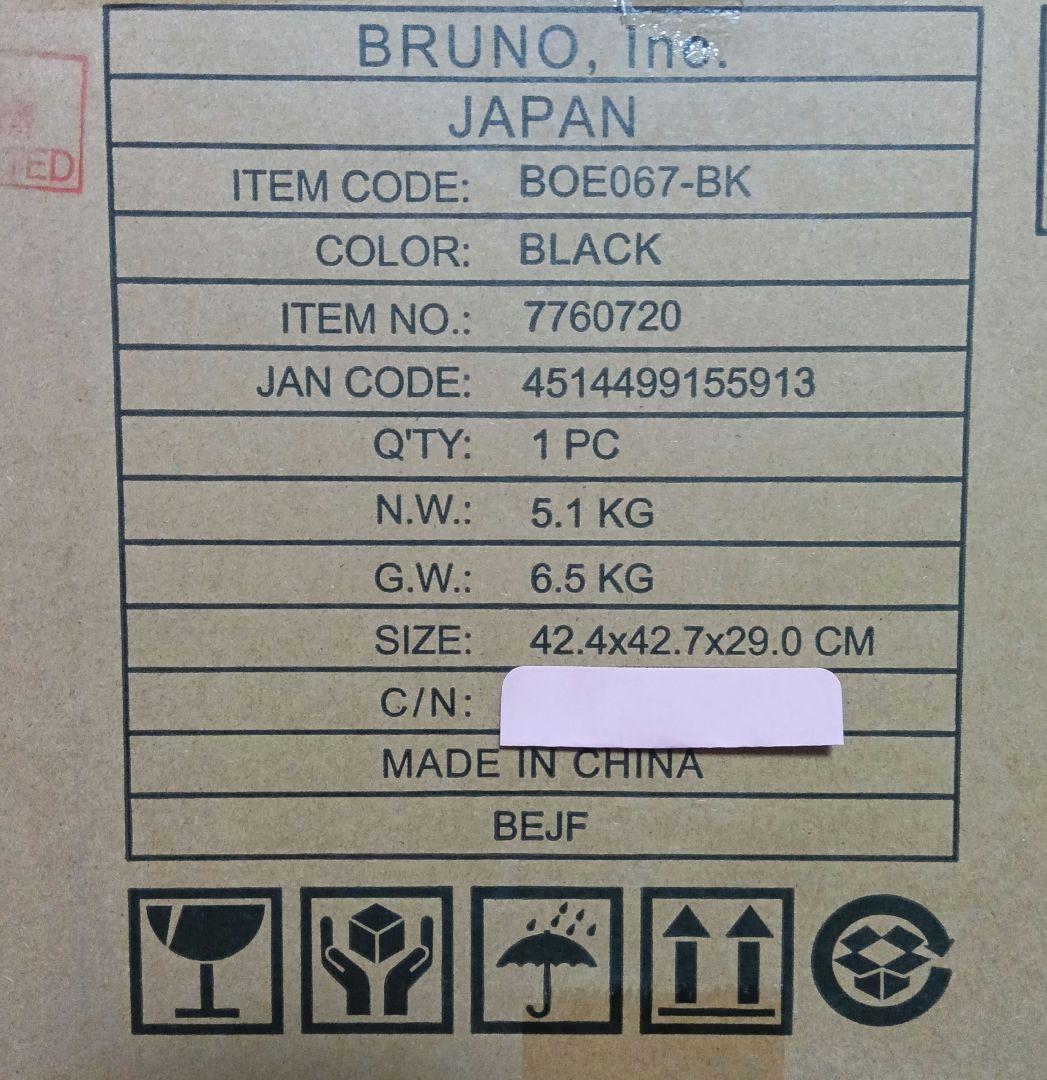 BRUNO, Inc.
JAPAN
ITEM CODE: BOE067-BK
COLOR: BLACK
ITEM NO.: 7760720
JAN CODE: 4514499155913
Q'TY: 1 PC
N.W.: 5.1 KG
G.W.: 6.5 KG
SIZE: 42.4x42.7x29.0 CM
C/N:
MADE IN CHINA
BEJF